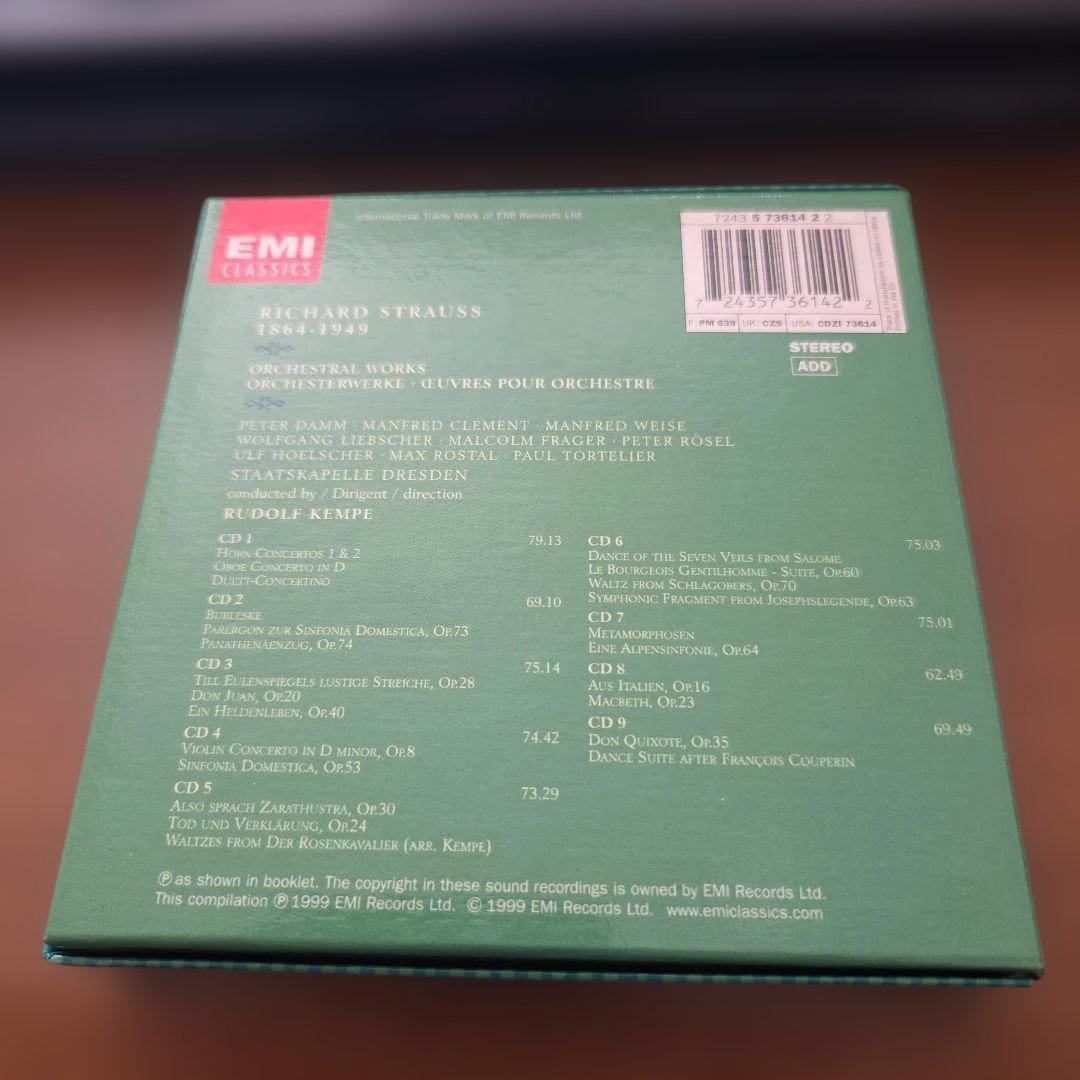 EMI
CLASSICS
International Trade Mark of EMI Records Ltd.
7243 5 73614 2 2
7 24357 36142 2
F: PM 639 UK: CZS USA: CDZI 73614
STEREO
ADD
RICHARD STRAUSS
1864-1949
ORCHESTRAL WORKS
ORCHESTERWERKE · ŒUVRES POUR ORCHESTRE
PETER DAMM · MANFRED CLEMENT · MANFRED WEISE
WOLFGANG LIEBSCHER · MALCOLM FRAGER · PETER RÖSEL
ULF HOELSCHER · MAX ROSTAL · PAUL TORTELIER
STAATSKAPELLE DRESDEN
conducted by / Dirigent / direction
RUDOLF KEMPE
CD 1 79.13
HORN CONCERTOS 1 & 2
OBOE CONCERTO IN D
DUETT-CONCERTINO
CD 2 69.10
BURLESKE
PARERGON ZUR SINFONIA DOMESTICA, OP.73
PANATHENÄENZUG, OP.74
CD 3 75.14
TILL EULENSPIEGELS LUSTIGE STREICHE, OP.28
DON JUAN, OP.20
EIN HELDENLEBEN, OP.40
CD 4 74.42
VIOLIN CONCERTO IN D MINOR, OP.8
SINFONIA DOMESTICA, OP.53
CD 5 73.29
ALSO SPRACH ZARATHUSTRA, OP.30
TOD UND VERKLÄRUNG, OP.24
WALTZES FROM DER ROSENKAVALIER (ARR. KEMPE)
CD 6 75.03
DANCE OF THE SEVEN VEILS FROM SALOME
LE BOURGEOIS GENTILHOMME - SUITE, OP.60
WALTZ FROM SCHLAGOBERS, OP.70
SYMPHONIC FRAGMENT FROM JOSEPHSLEGENDE, OP.63
CD 7 75.01
METAMORPHOSEN
EINE ALPENSINFONIE, OP.64
CD 8 62.49
AUS ITALIEN, OP.16
MACBETH, OP.23
CD 9 69.49
DON QUIXOTE, OP.35
DANCE SUITE AFTER FRANÇOIS COUPERIN
℗ as shown in booklet. The copyright in these sound recordings is owned by EMI Records Ltd.
This compilation ℗ 1999 EMI Records Ltd. © 1999 EMI Records Ltd. www.emiclassics.com